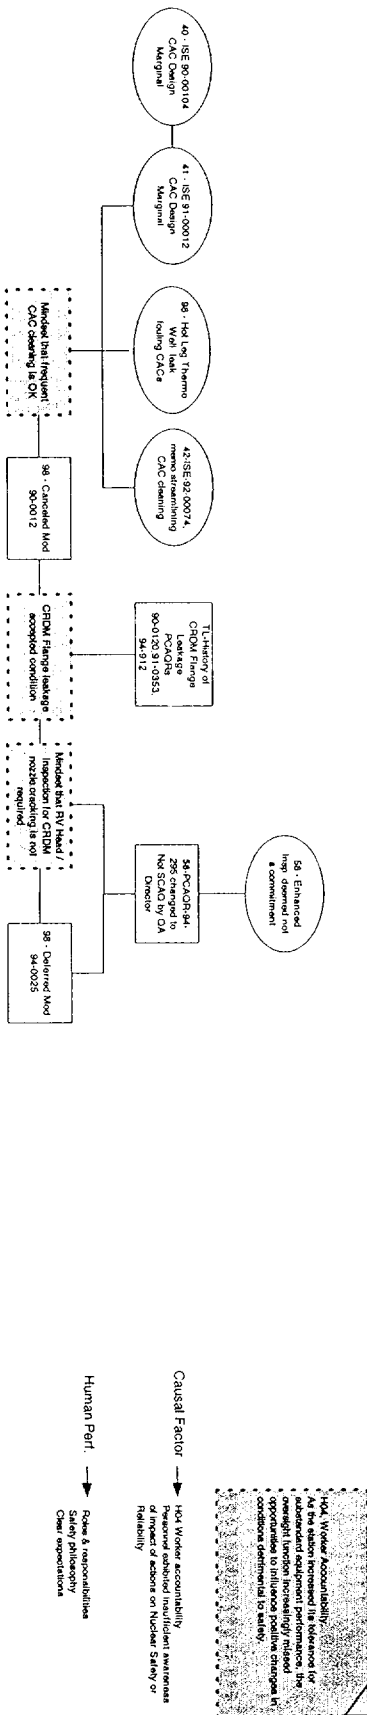 40 - ISE 90-00104
CAC Design
Marginal
41 - ISE 91-00012
CAC Design
Marginal
98 - Hot Leg Thermo
Well leak
fouling CACs
42-ISE-92-00074,
memo streamlining
CAC cleaning
Mindset that frequent
CAC cleaning is OK
98 - Canceled Mod
90-0012
CRDM Flange leakage
accepted condition
TL-History of
CRDM Flange
Leakage
PCAQRs
90-0120,91-0353,
94-912
Mindset that RV Head /
Inspection for CRDM
nozzle cracking is not
required
58-PCAQR-94-
295 changed to
Not SCAQ by QA
Director
58 - Enhanced
Insp. deemed not
a commitment
98 - Deferred Mod
94-0025
H04, Worker Accountability:
As the station increased its tolerance for
substandard equipment performance, the
oversight function increasingly missed
opportunities to influence positive changes in
conditions detrimental to safety
Causal Factor
H04 Worker accountability
Personnel exhibited insufficient awareness
of impact of actions on Nuclear Safety or
Reliability
Human Perf.
Roles & responsibilities
Safety philosophy
Clear expectations